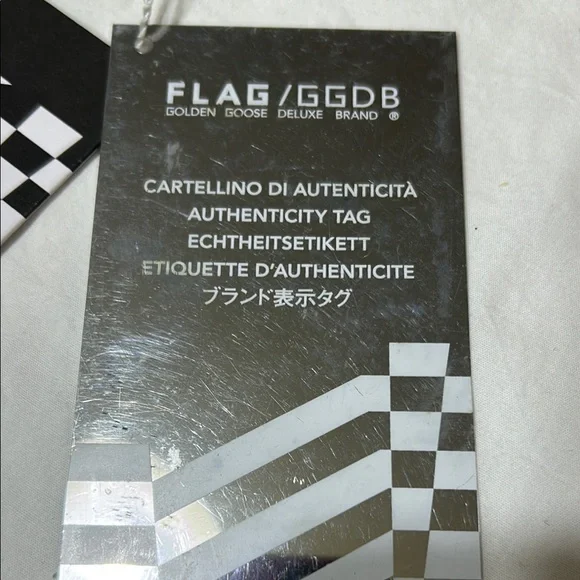 FLAG/GGDB
GOLDEN GOOSE DELUXE BRAND ®
CARTELLINO DI AUTENTICITÀ
AUTHENTICITY TAG
ECHTHEITSETIKETT
ETIQUETTE D'AUTHENTICITE
ブランド表示タグ